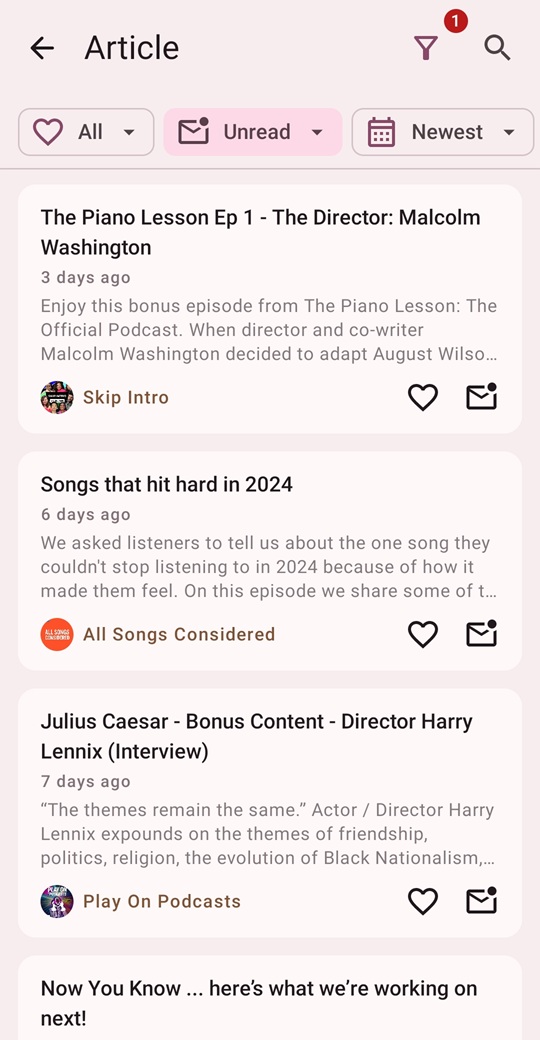 Article
1
All
Unread
Newest
The Piano Lesson Ep 1 - The Director: Malcolm
Washington
3 days ago
Enjoy this bonus episode from The Piano Lesson: The
Official Podcast. When director and co-writer
Malcolm Washington decided to adapt August Wilso…
Skip Intro
Songs that hit hard in 2024
6 days ago
We asked listeners to tell us about the one song they
couldn't stop listening to in 2024 because of how it
made them feel. On this episode we share some of t…
ALL SONGS
CONSIDERED
All Songs Considered
Julius Caesar - Bonus Content - Director Harry
Lennix (Interview)
7 days ago
“The themes remain the same.” Actor / Director Harry
Lennix expounds on the themes of friendship,
politics, religion, the evolution of Black Nationalism,…
PLAY ON
PODCASTS
Play On Podcasts
Now You Know ... here’s what we’re working on
next!